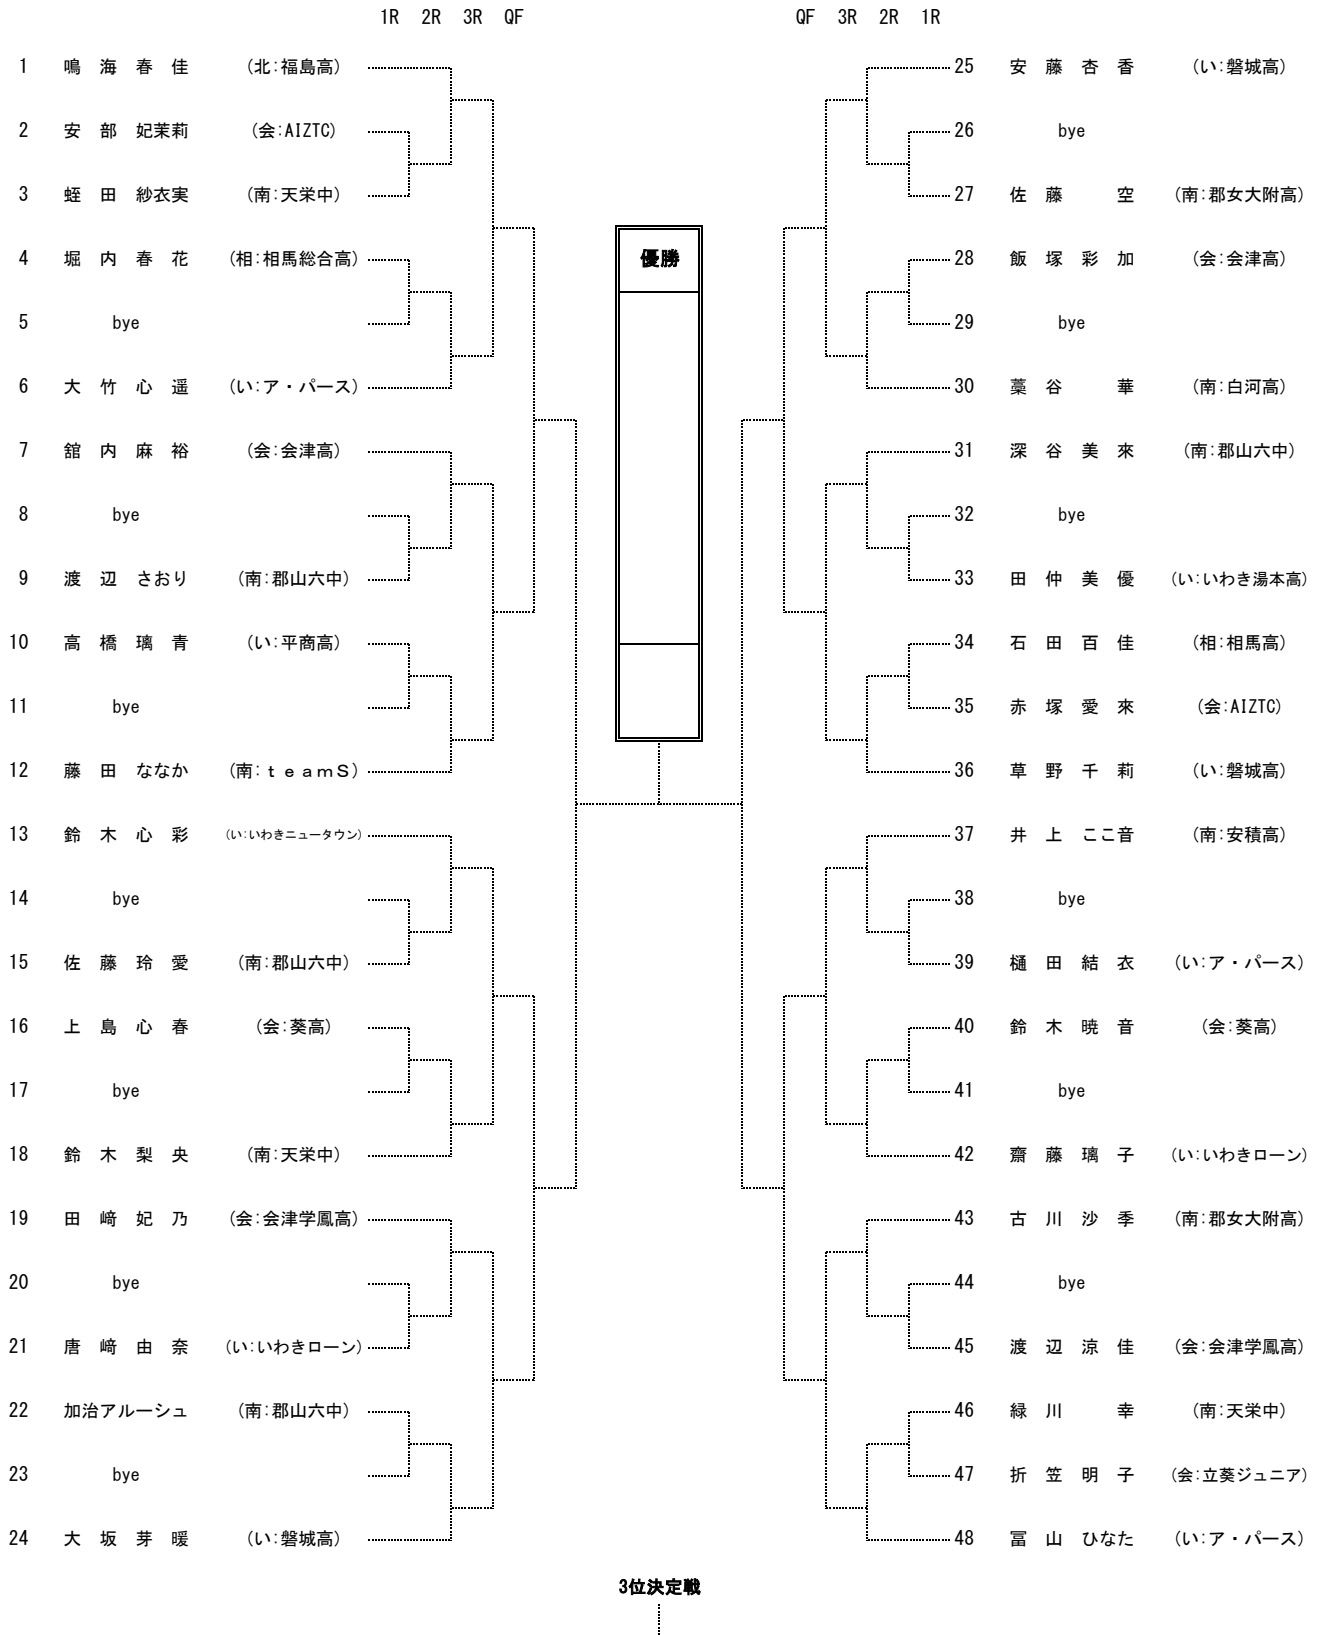 1R 2R 3R QF QF 3R 2R 1R
1 鳴 海 春 佳 (北:福島高) 25 安 藤 杏 香 (い:磐城高)
2 安 部 妃茉莉 (会:AIZTC) 26 bye
3 蛭 田 紗衣実 (南:天栄中) 27 佐 藤 空 (南:郡女大附高)
4 堀 内 春 花 (相:相馬総合高) 優勝 28 飯 塚 彩 加 (会:会津高)
5 bye 29 bye
6 大 竹 心 遥 (い:ア・パース) 30 藁 谷 華 (南:白河高)
7 舘 内 麻 裕 (会:会津高) 31 深 谷 美 來 (南:郡山六中)
8 bye 32 bye
9 渡 辺 さおり (南:郡山六中) 33 田 仲 美 優 (い:いわき湯本高)
10 高 橋 璃 青 (い:平商高) 34 石 田 百 佳 (相:相馬高)
11 bye 35 赤 塚 愛 來 (会:AIZTC)
12 藤 田 ななか (南:ｔｅａｍＳ) 36 草 野 千 莉 (い:磐城高)
13 鈴 木 心 彩 (い:いわきニュータウン) 37 井 上 ここ音 (南:安積高)
14 bye 38 bye
15 佐 藤 玲 愛 (南:郡山六中) 39 樋 田 結 衣 (い:ア・パース)
16 上 島 心 春 (会:葵高) 40 鈴 木 暁 音 (会:葵高)
17 bye 41 bye
18 鈴 木 梨 央 (南:天栄中) 42 齋 藤 璃 子 (い:いわきローン)
19 田 﨑 妃 乃 (会:会津学鳳高) 43 古 川 沙 季 (南:郡女大附高)
20 bye 44 bye
21 唐 﨑 由 奈 (い:いわきローン) 45 渡 辺 涼 佳 (会:会津学鳳高)
22 加治アルーシュ (南:郡山六中) 46 緑 川 幸 (南:天栄中)
23 bye 47 折 笠 明 子 (会:立葵ジュニア)
24 大 坂 芽 暖 (い:磐城高) 48 冨 山 ひなた (い:ア・パース)
3位決定戦